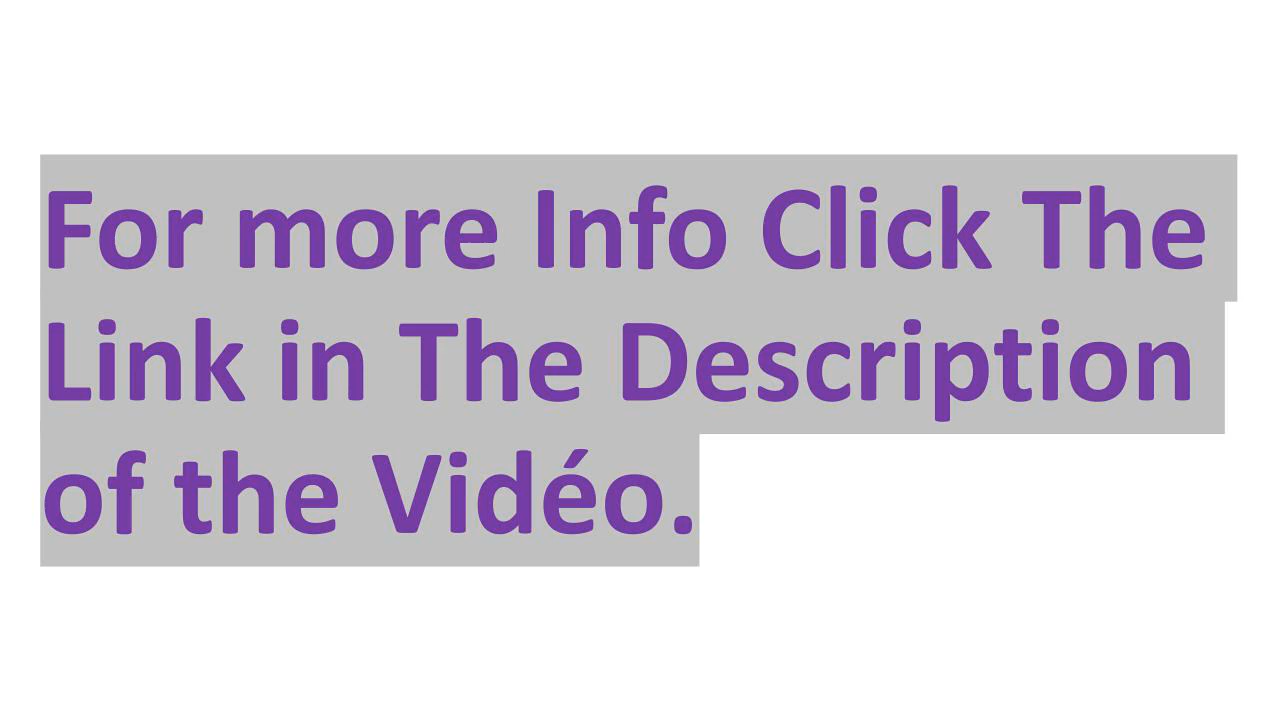 For more Info Click The
Link in The Description
of the Vidéo.